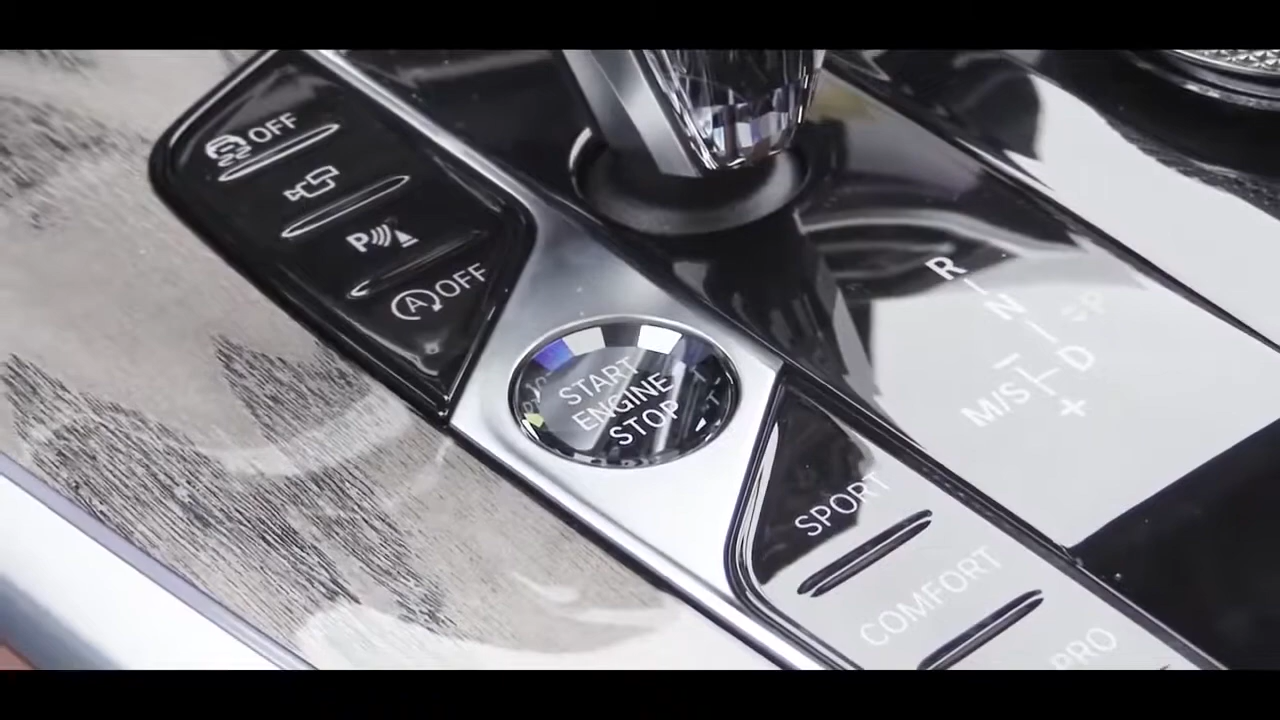 OFF
P
A OFF
START
ENGINE
STOP
R
N
P
D
M/S
−
+
SPORT
COMFORT
PRO